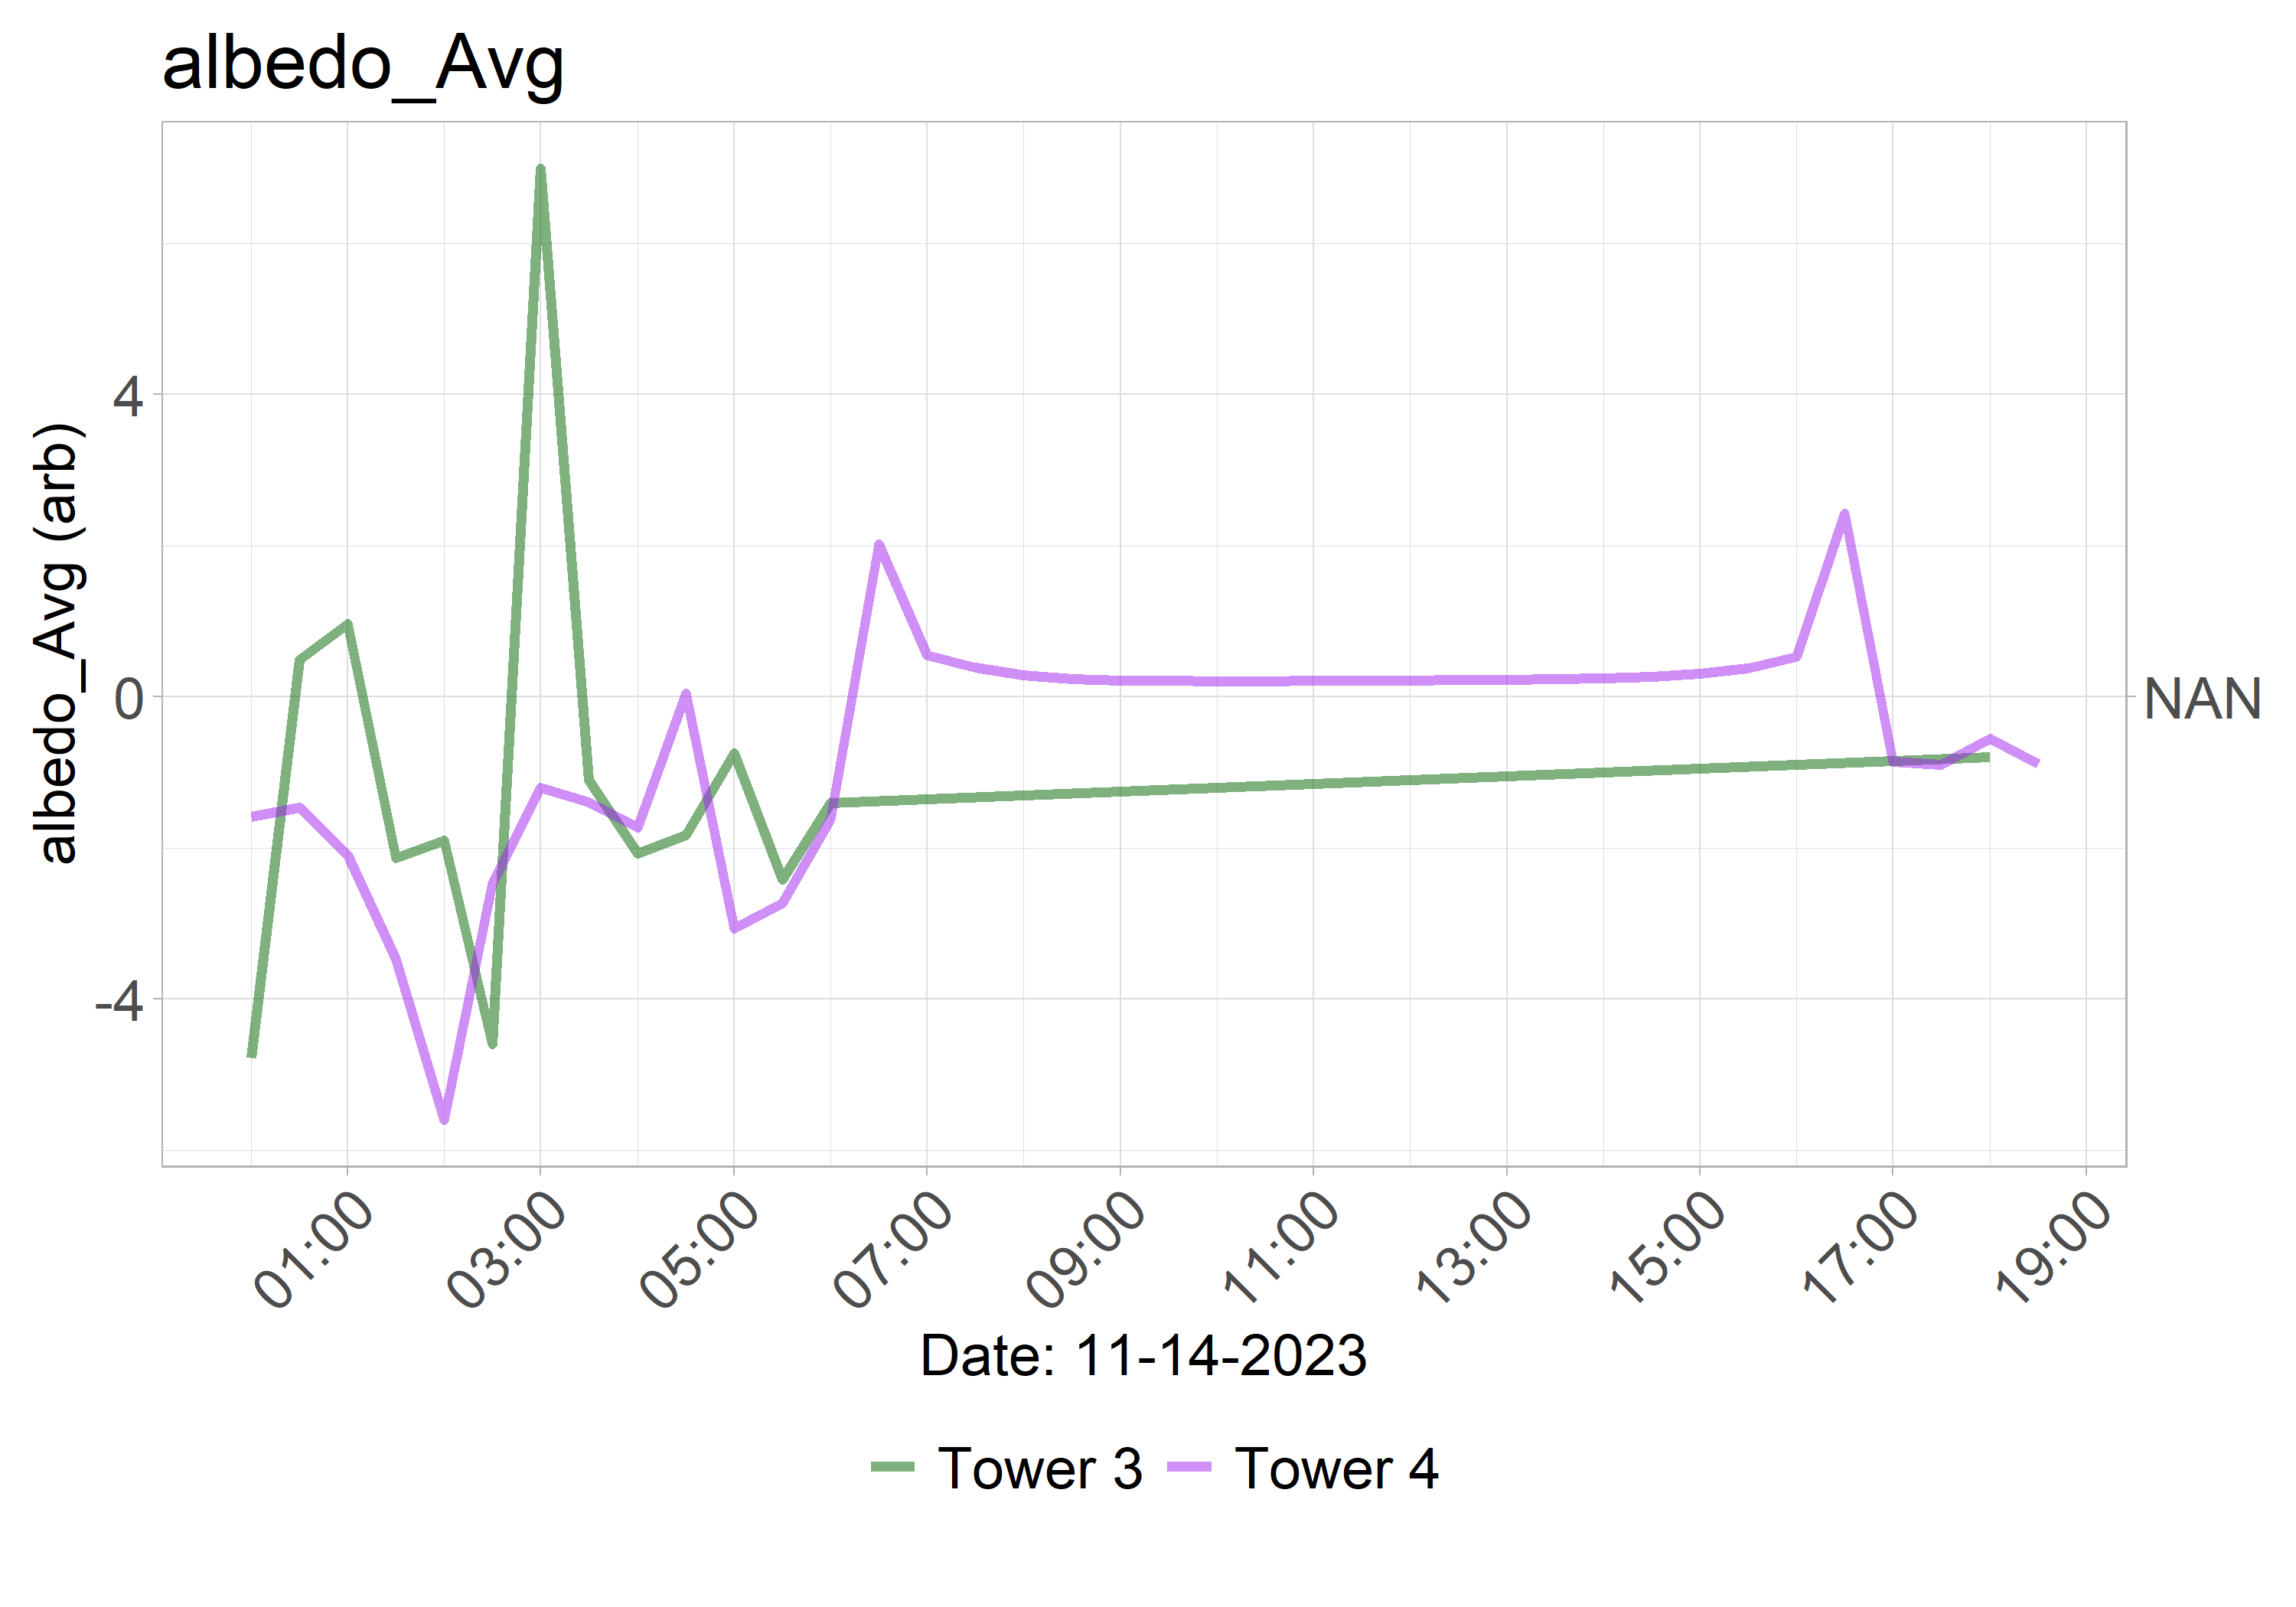 albedo_Avg
albedo_Avg (arb)
4
0
-4
NAN
01:00
03:00
05:00
07:00
09:00
11:00
13:00
15:00
17:00
19:00
Date: 11-14-2023
Tower 3
Tower 4